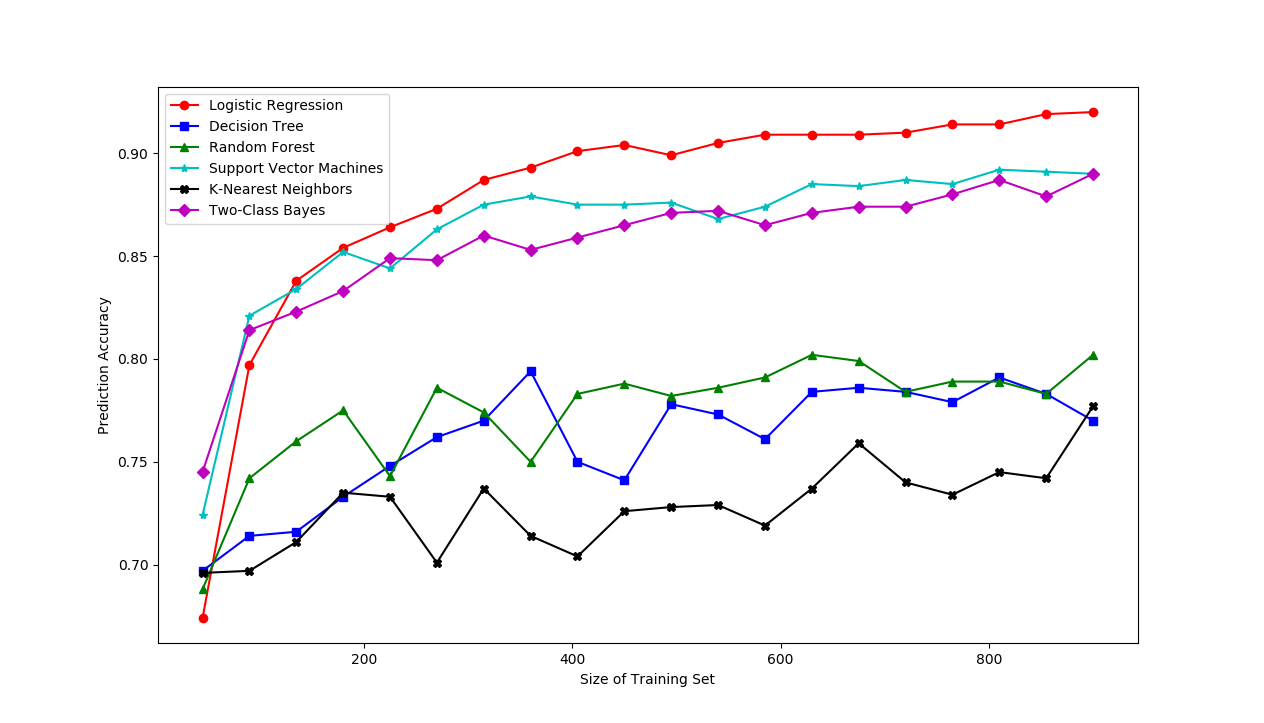 Logistic Regression
Decision Tree
Random Forest
Support Vector Machines
K-Nearest Neighbors
Two-Class Bayes
0.90
0.85
0.80
0.75
0.70
Prediction Accuracy
200 400 600 800
Size of Training Set